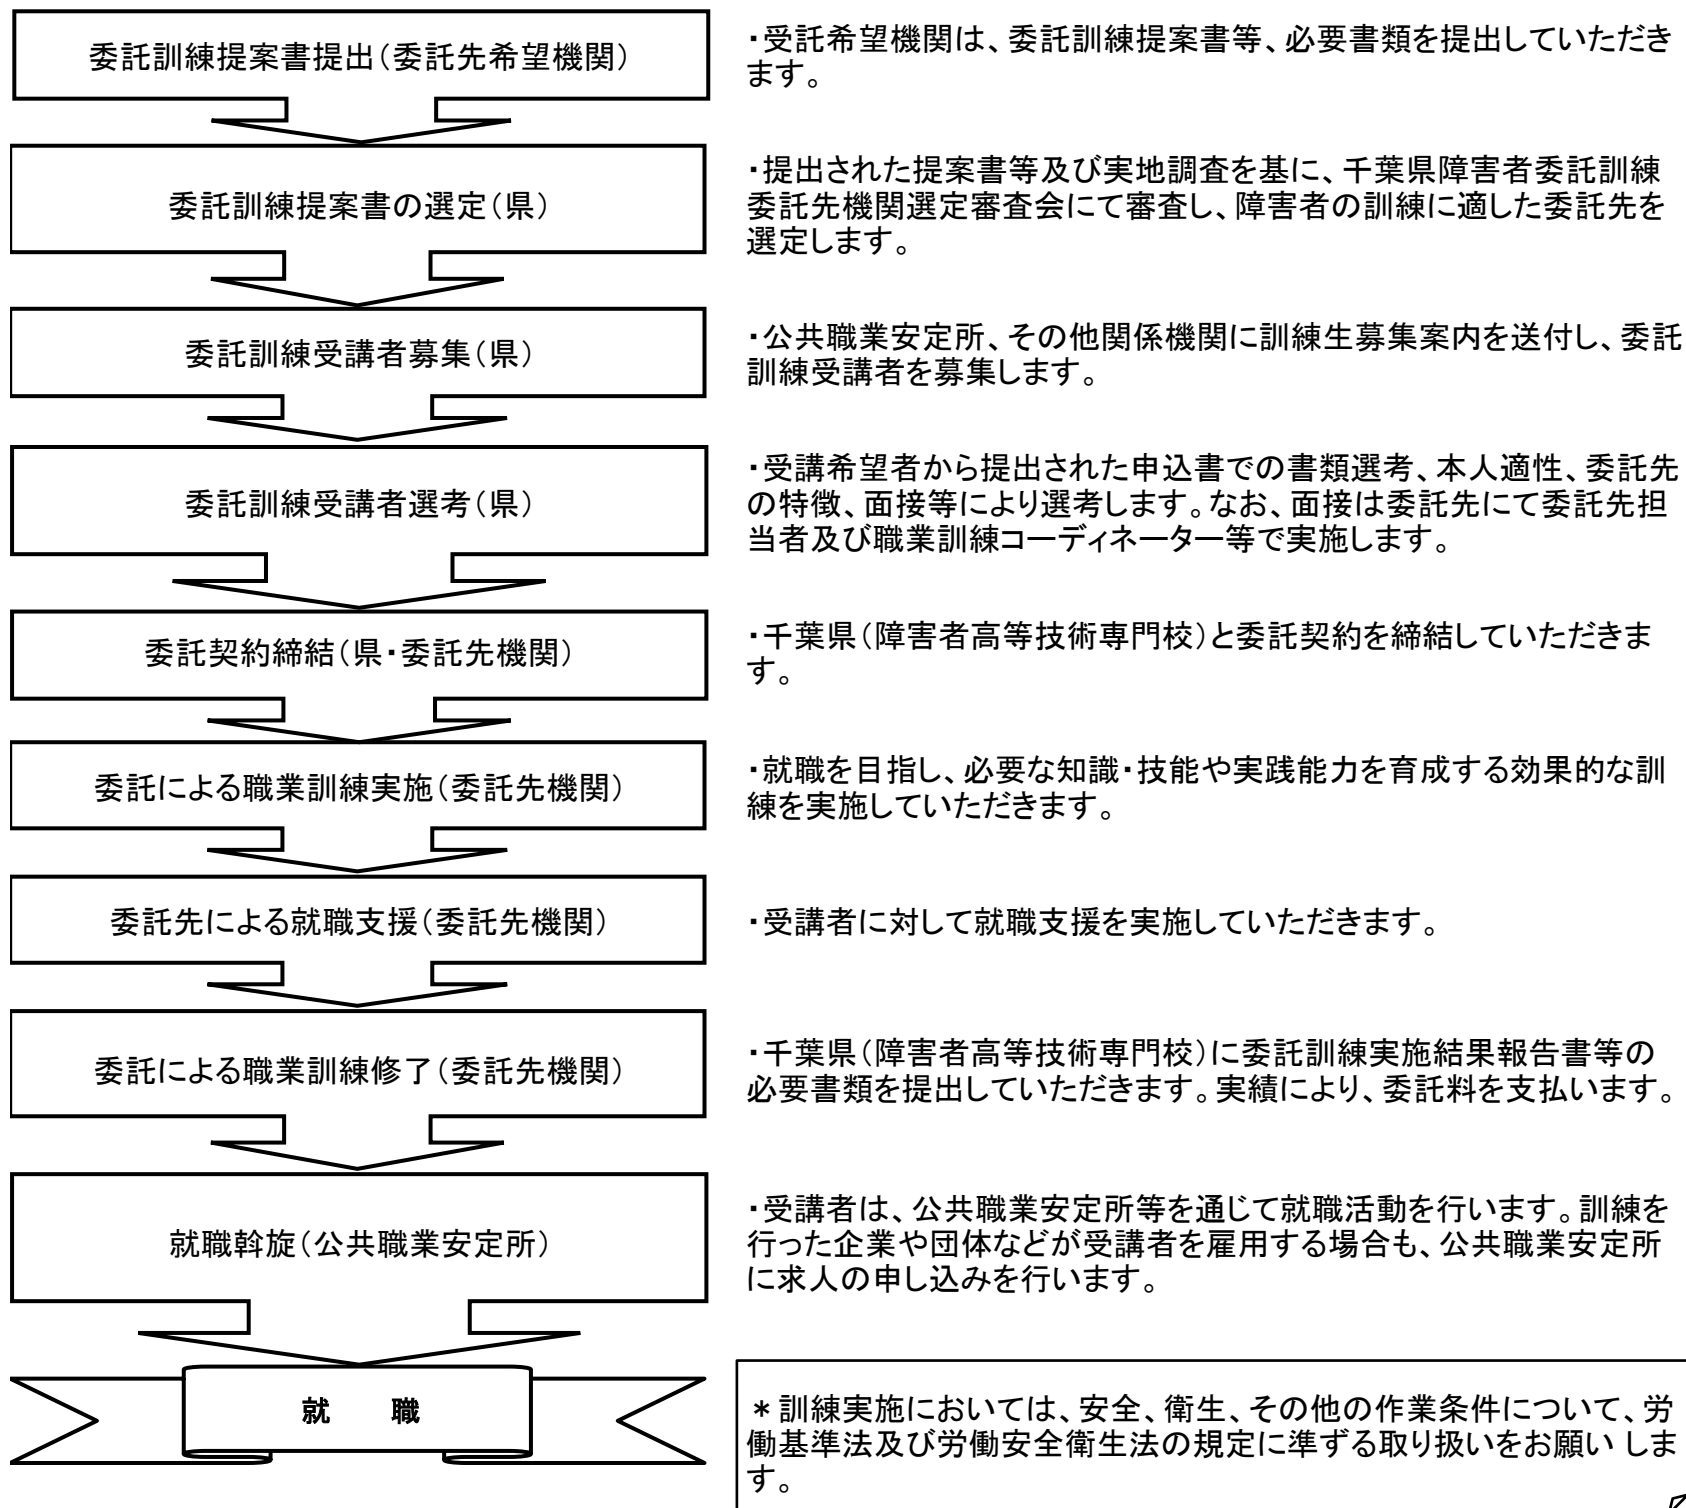 委託訓練提案書提出（委託先希望機関）
・受託希望機関は、委託訓練提案書等、必要書類を提出していただき
ます。
委託訓練提案書の選定（県）
・提出された提案書等及び実地調査を基に、千葉県障害者委託訓練
委託先機関選定審査会にて審査し、障害者の訓練に適した委託先を
選定します。
委託訓練受講者募集（県）
・公共職業安定所、その他関係機関に訓練生募集案内を送付し、委託
訓練受講者を募集します。
委託訓練受講者選考（県）
・受講希望者から提出された申込書での書類選考、本人適性、委託先
の特徴、面接等により選考します。なお、面接は委託先にて委託先担
当者及び職業訓練コーディネーター等で実施します。
委託契約締結（県・委託先機関）
・千葉県（障害者高等技術専門校）と委託契約を締結していただきま
す。
委託による職業訓練実施（委託先機関）
・就職を目指し、必要な知識・技能や実践能力を育成する効果的な訓
練を実施していただきます。
委託先による就職支援（委託先機関）
・受講者に対して就職支援を実施していただきます。
委託による職業訓練修了（委託先機関）
・千葉県（障害者高等技術専門校）に委託訓練実施結果報告書等の
必要書類を提出していただきます。実績により、委託料を支払います。
就職斡旋（公共職業安定所）
・受講者は、公共職業安定所等を通じて就職活動を行います。訓練を
行った企業や団体などが受講者を雇用する場合も、公共職業安定所
に求人の申し込みを行います。
就　職
＊訓練実施においては、安全、衛生、その他の作業条件について、労
働基準法及び労働安全衛生法の規定に準ずる取り扱いをお願い しま
す。